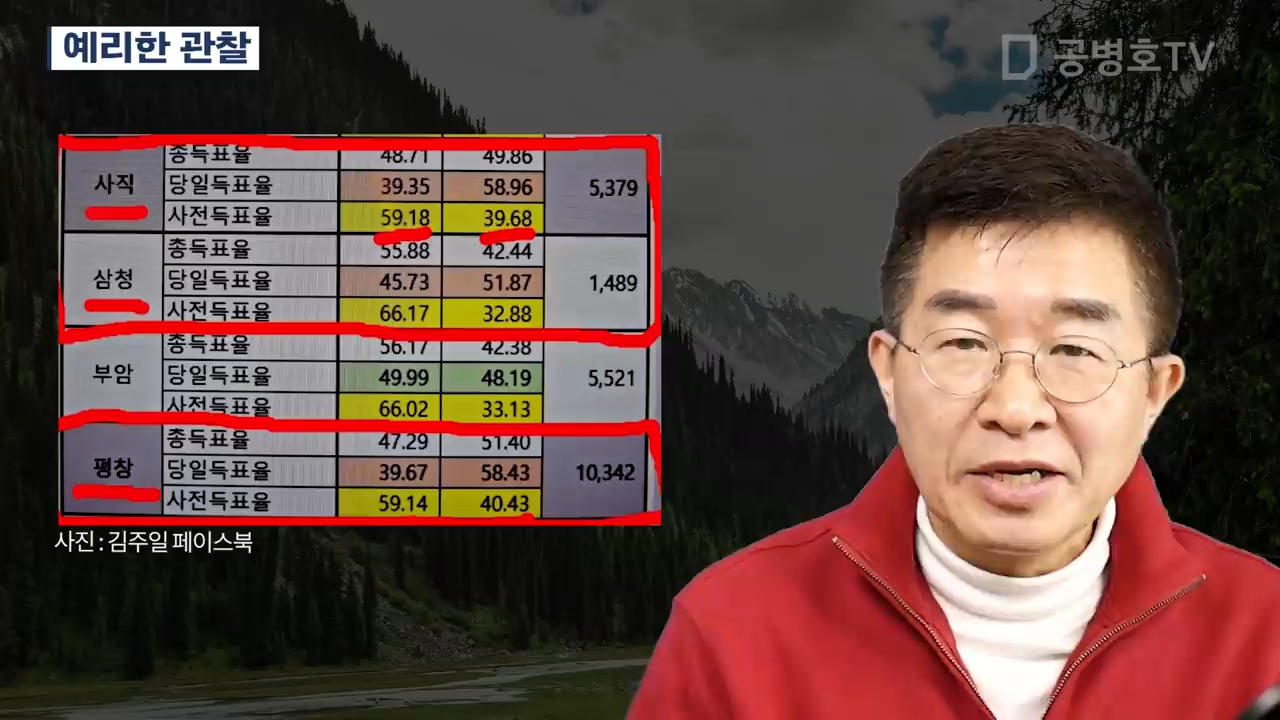 예리한 관찰
공병호TV
총득표율 48.71 49.86
사직 당일득표율 39.35 58.96 5,379
사전득표율 59.18 39.68
총득표율 55.88 42.44
삼청 당일득표율 45.73 51.87 1,489
사전득표율 66.17 32.88
총득표율 56.17 42.38
부암 당일득표율 49.99 48.19 5,521
사전득표율 66.02 33.13
총득표율 47.29 51.40
평창 당일득표율 39.67 58.43 10,342
사전득표율 59.14 40.43
사진 : 김주일 페이스북